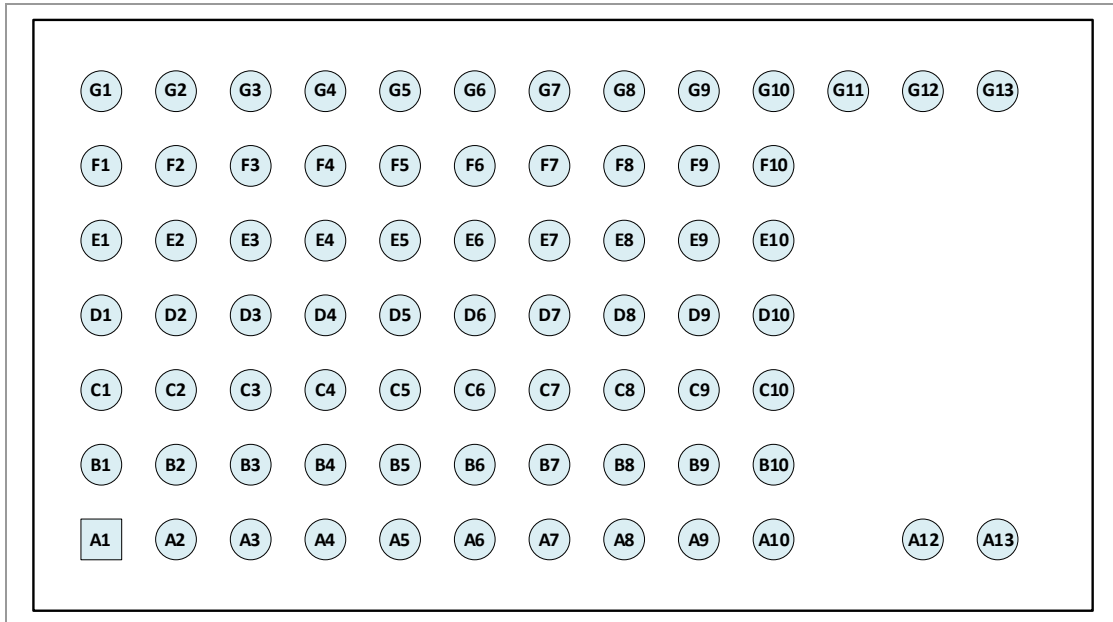 G1 G2 G3 G4 G5 G6 G7 G8 G9 G10 G11 G12 G13
F1 F2 F3 F4 F5 F6 F7 F8 F9 F10
E1 E2 E3 E4 E5 E6 E7 E8 E9 E10
D1 D2 D3 D4 D5 D6 D7 D8 D9 D10
C1 C2 C3 C4 C5 C6 C7 C8 C9 C10
B1 B2 B3 B4 B5 B6 B7 B8 B9 B10
A1 A2 A3 A4 A5 A6 A7 A8 A9 A10 A12 A13